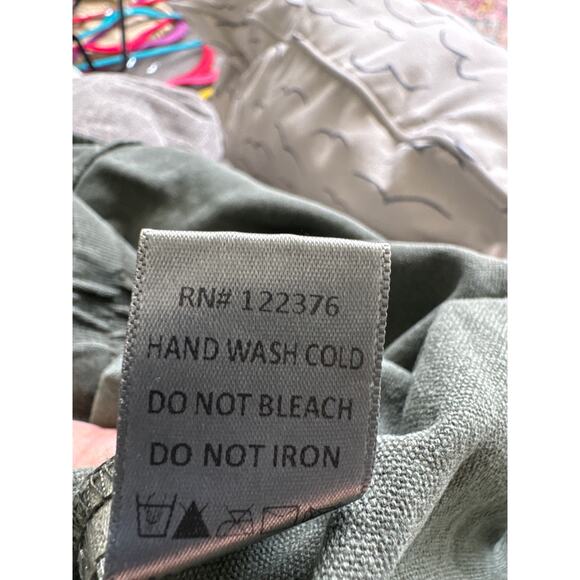 RN# 122376
HAND WASH COLD
DO NOT BLEACH
DO NOT IRON